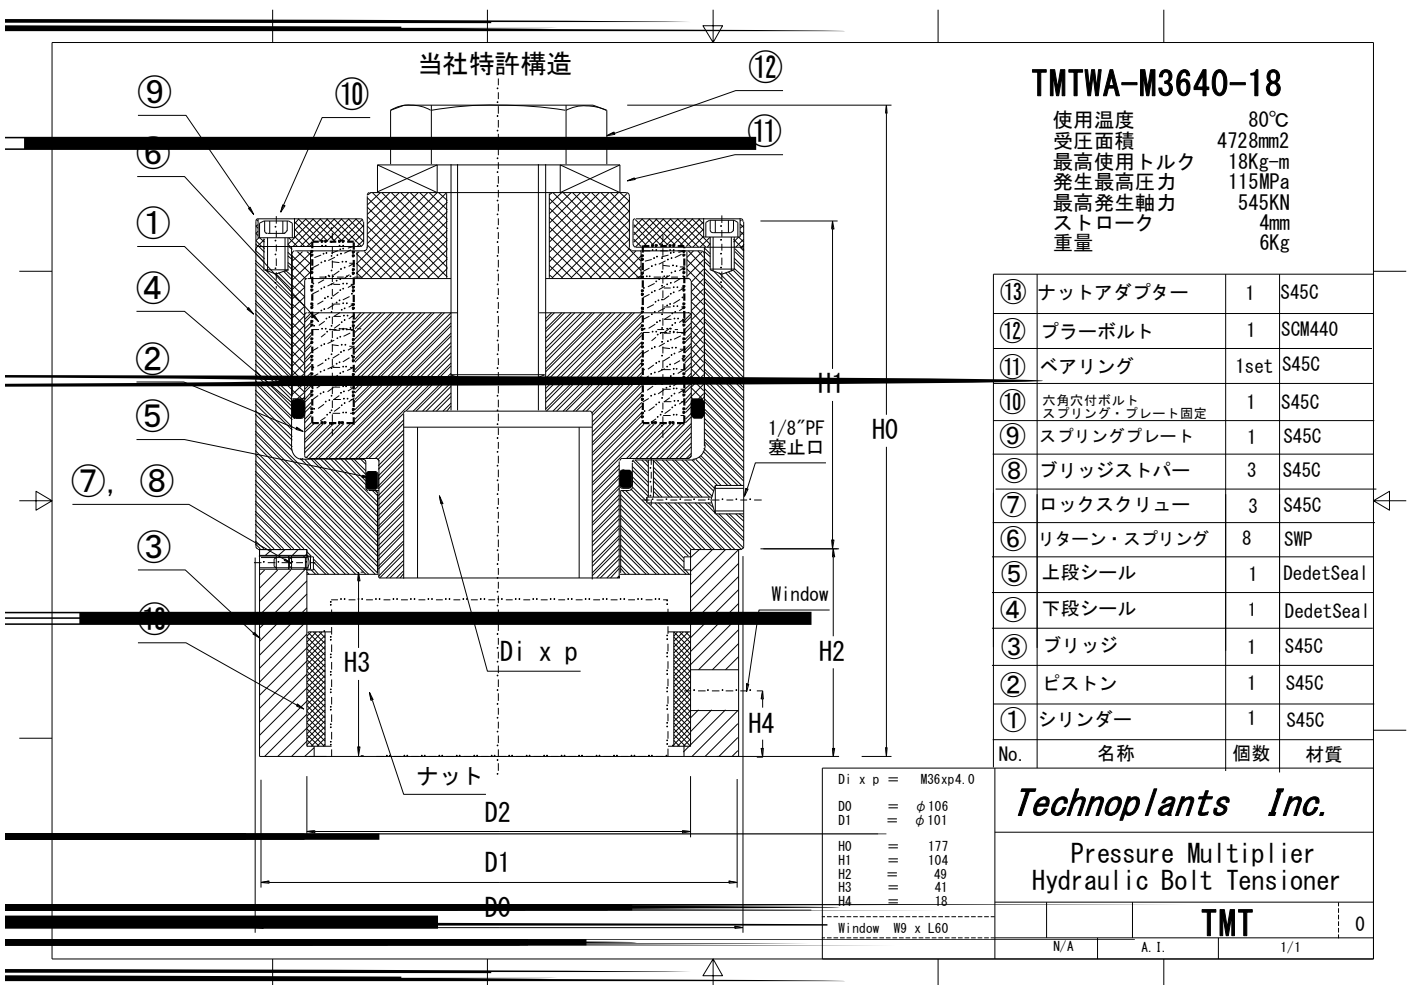 当社特許構造
⑨
⑩
⑫
⑪
⑥
①
④
②
⑤
⑦, ⑧
③
⑬
H1
H0
1/8"PF
塞止口
Window
Di x p
H3
H2
H4
ナット
D2
D1
D0
TMTWA-M3640-18
使用温度 80℃
受圧面積 4728mm2
最高使用トルク 18Kg-m
発生最高圧力 115MPa
最高発生軸力 545KN
ストローク 4mm
重量 6Kg
⑬ ナットアダプター 1 S45C
⑫ プラーボルト 1 SCM440
⑪ ベアリング 1set S45C
⑩ 六角穴付ボルト
スプリング・プレート固定 1 S45C
⑨ スプリングプレート 1 S45C
⑧ ブリッジストパー 3 S45C
⑦ ロックスクリュー 3 S45C
⑥ リターン・スプリング 8 SWP
⑤ 上段シール 1 DedetSeal
④ 下段シール 1 DedetSeal
③ ブリッジ 1 S45C
② ピストン 1 S45C
① シリンダー 1 S45C
No. 名称 個数 材質
Di x p = M36xp4.0
D0 = φ106
D1 = φ101
H0 = 177
H1 = 104
H2 = 49
H3 = 41
H4 = 18
Window W9 x L60
Technoplants Inc.
Pressure Multiplier
Hydraulic Bolt Tensioner
TMT 0
N/A A.I. 1/1